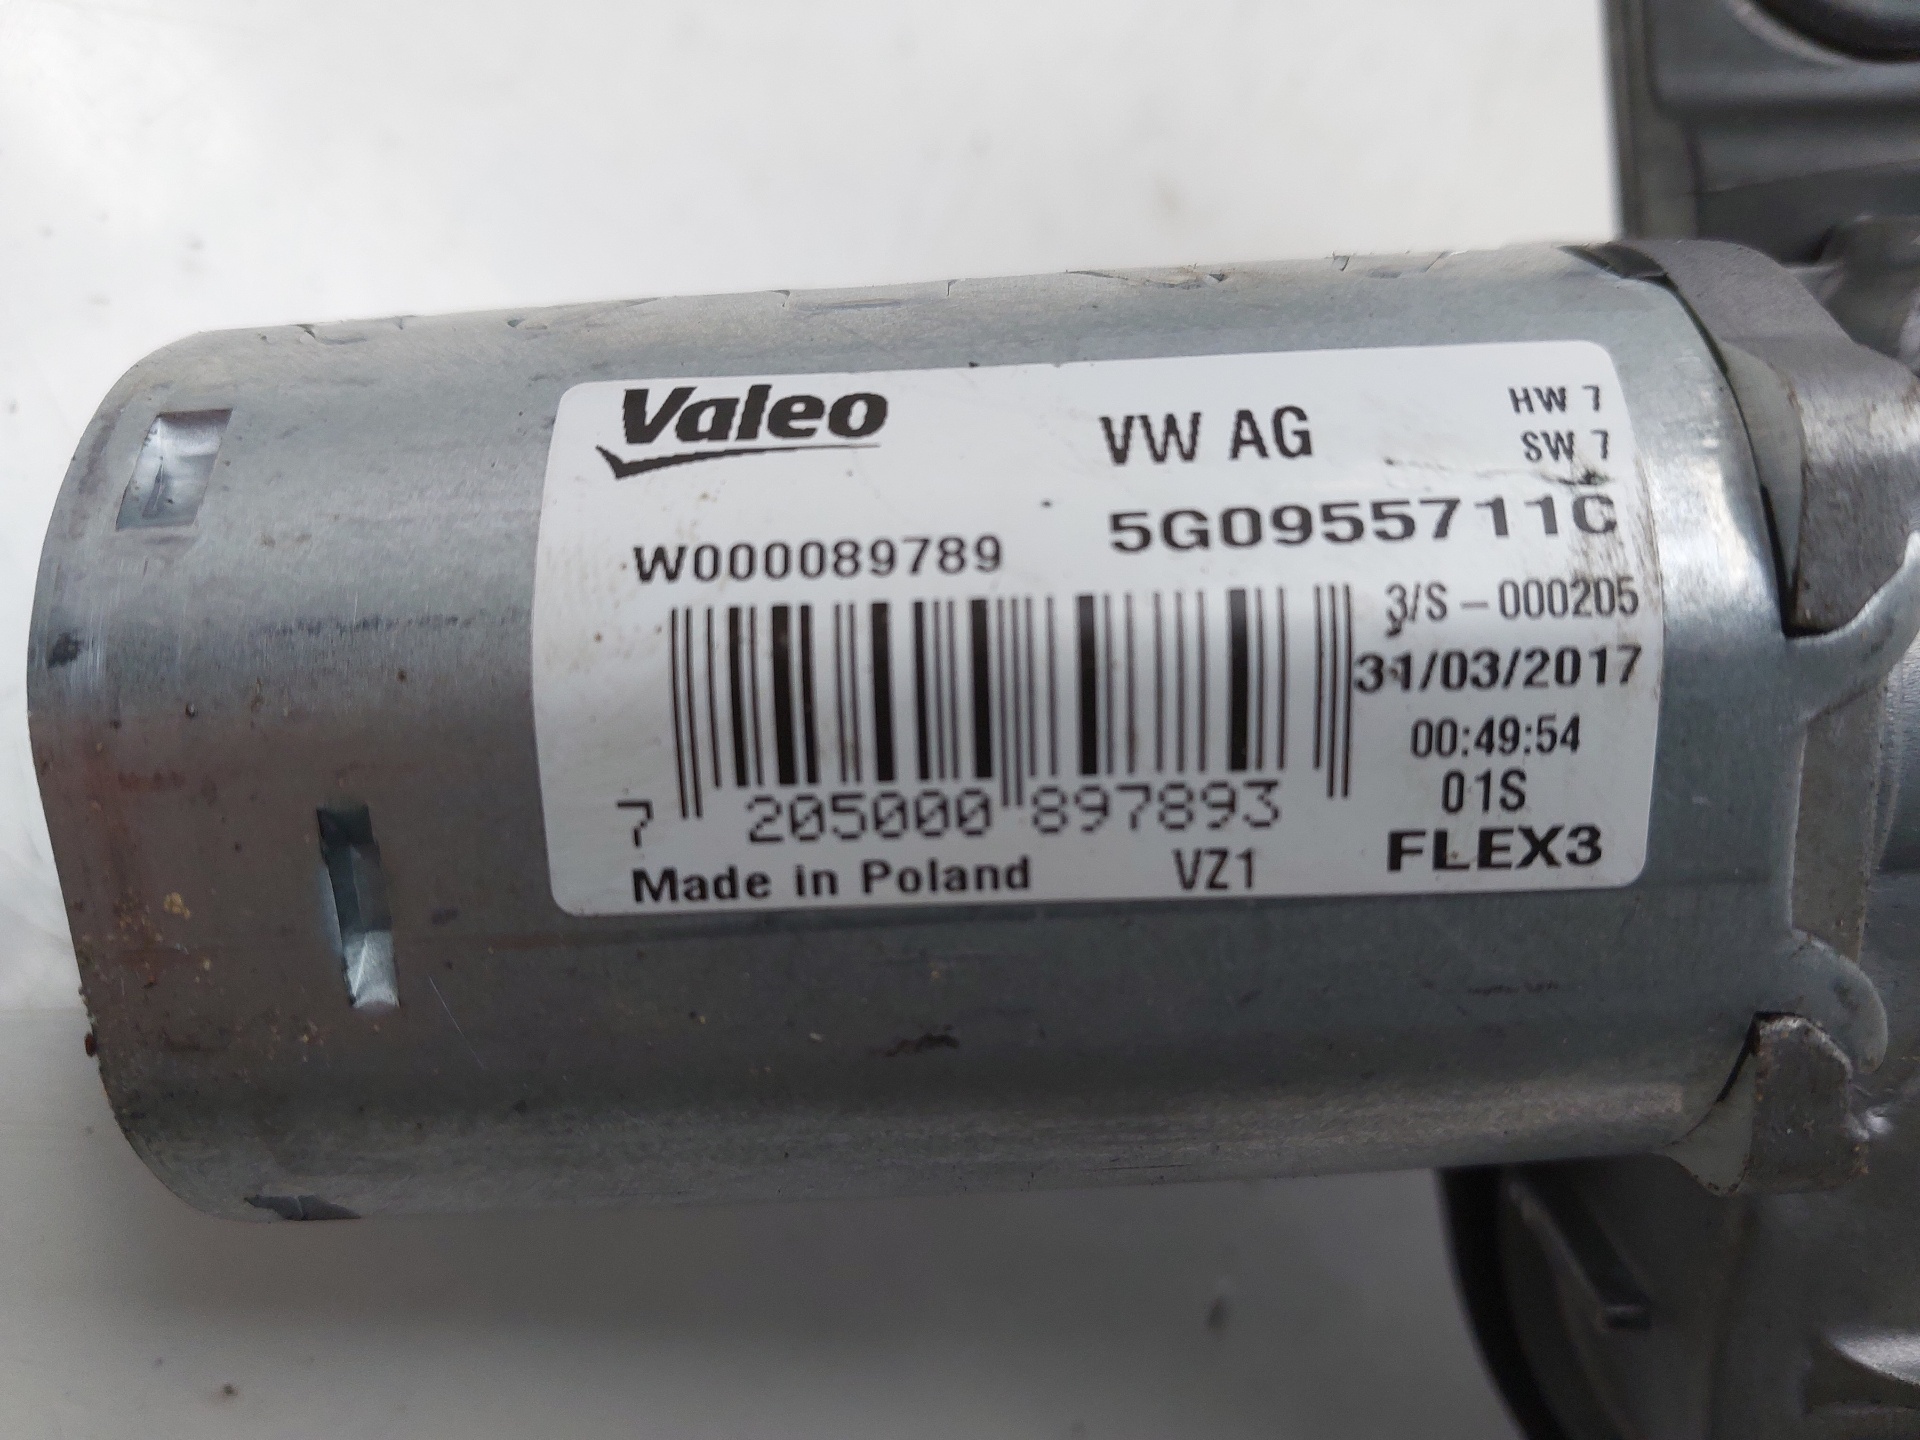 Valeo
VW AG
HW 7
SW 7
W000089789
5G0955711C
3/S - 000205
31/03/2017
00:49:54
01S
7 205000 897893
Made in Poland
VZ1
FLEX3